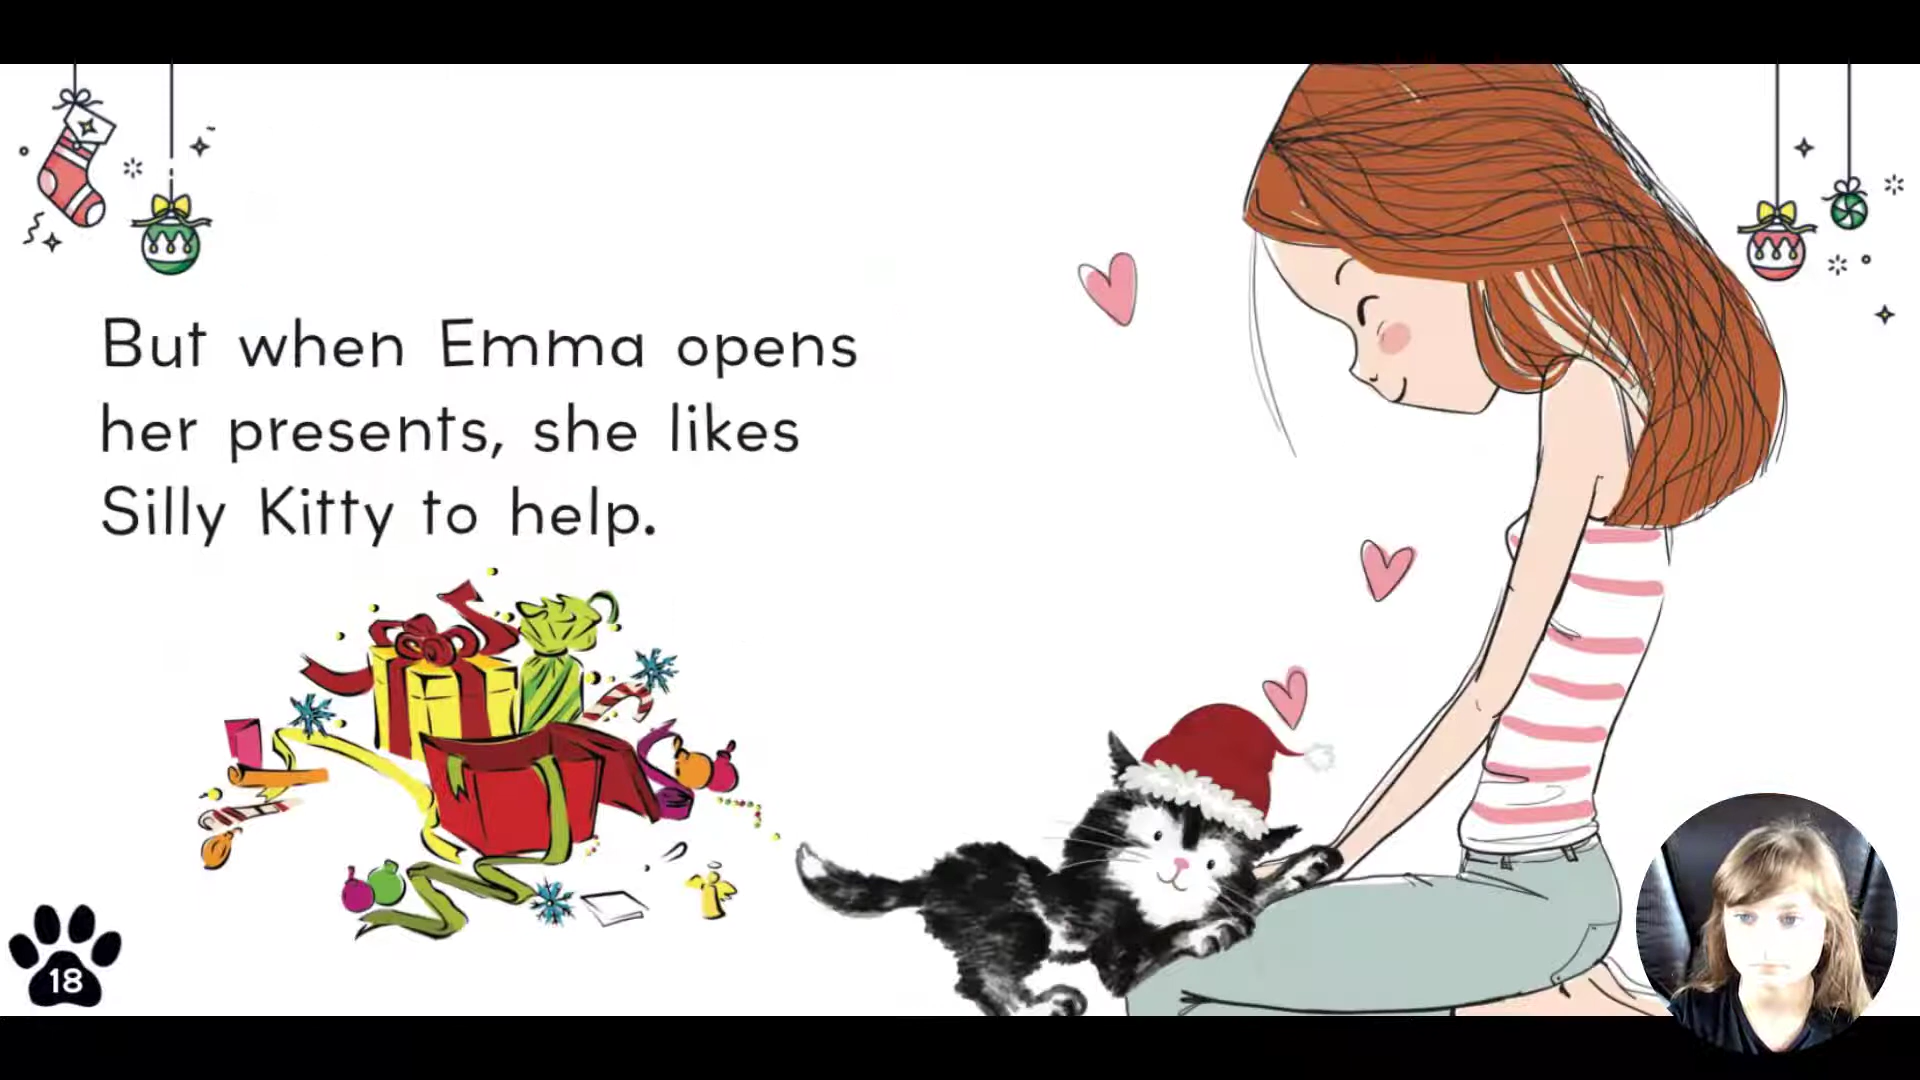 But when Emma opens
her presents, she likes
Silly Kitty to help.
18